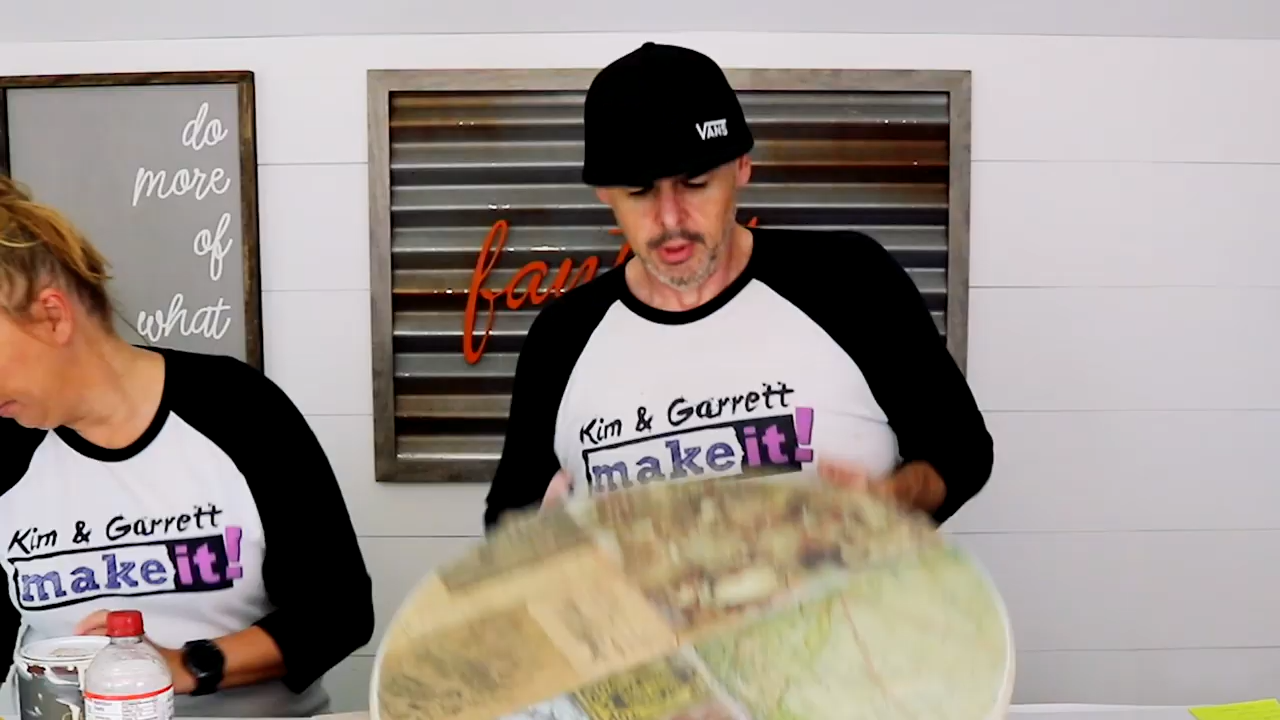 do
more
of
what
VANS
Kim & Garrett
make it!
Kim & Garrett
make it!